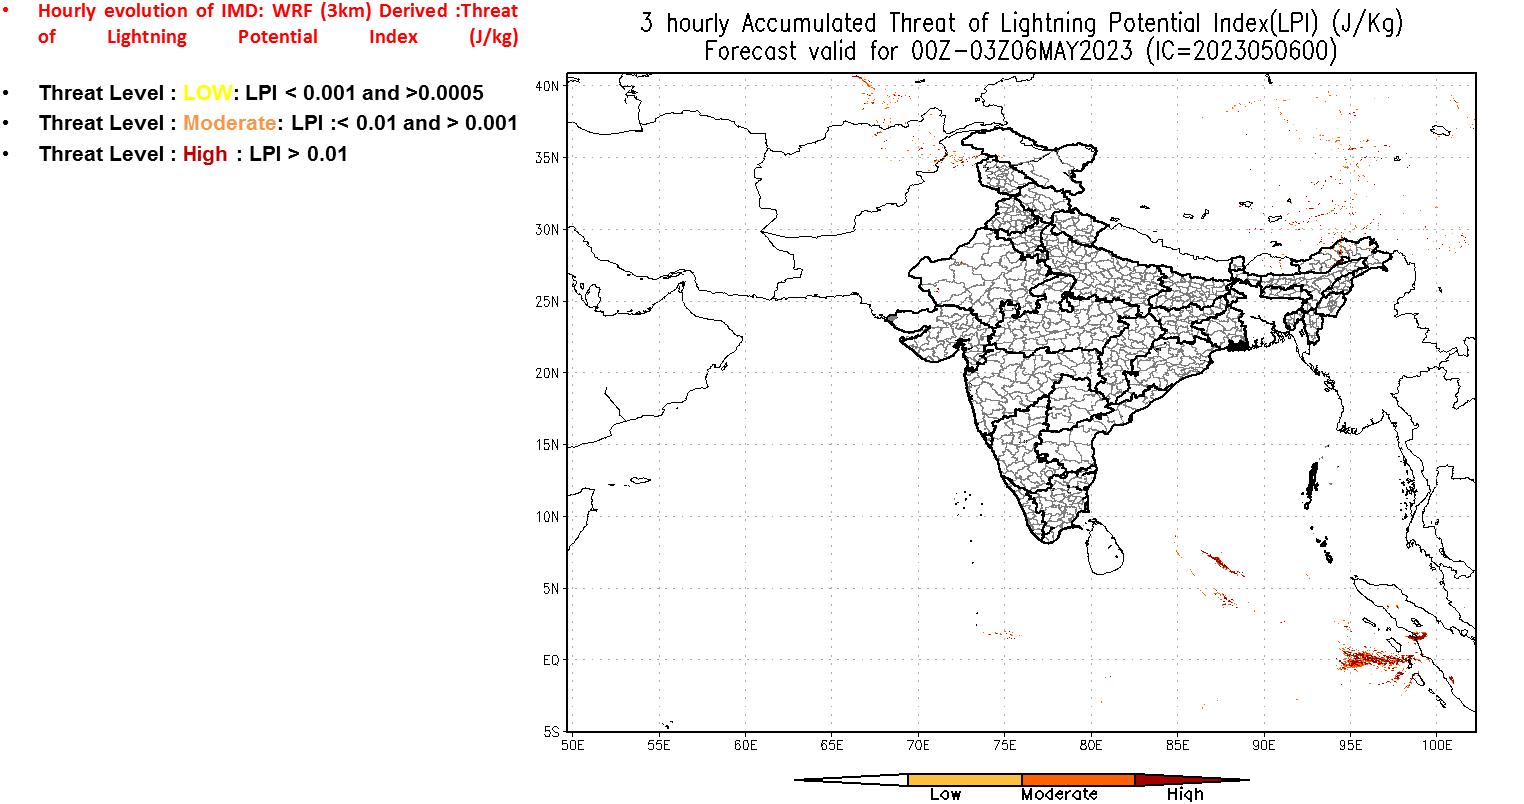 • Hourly evolution of IMD: WRF (3km) Derived :Threat
of Lightning Potential Index (J/kg)
• Threat Level : LOW: LPI < 0.001 and >0.0005
• Threat Level : Moderate: LPI :< 0.01 and > 0.001
• Threat Level : High : LPI > 0.01
3 hourly Accumulated Threat of Lightning Potential Index(LPI) (J/Kg)
Forecast valid for 00Z-03Z06MAY2023 (IC=2023050600)
40N
35N
30N
25N
20N
15N
10N
5N
EQ
5S
50E 55E 60E 65E 70E 75E 80E 85E 90E 95E 100E
Low Moderate High